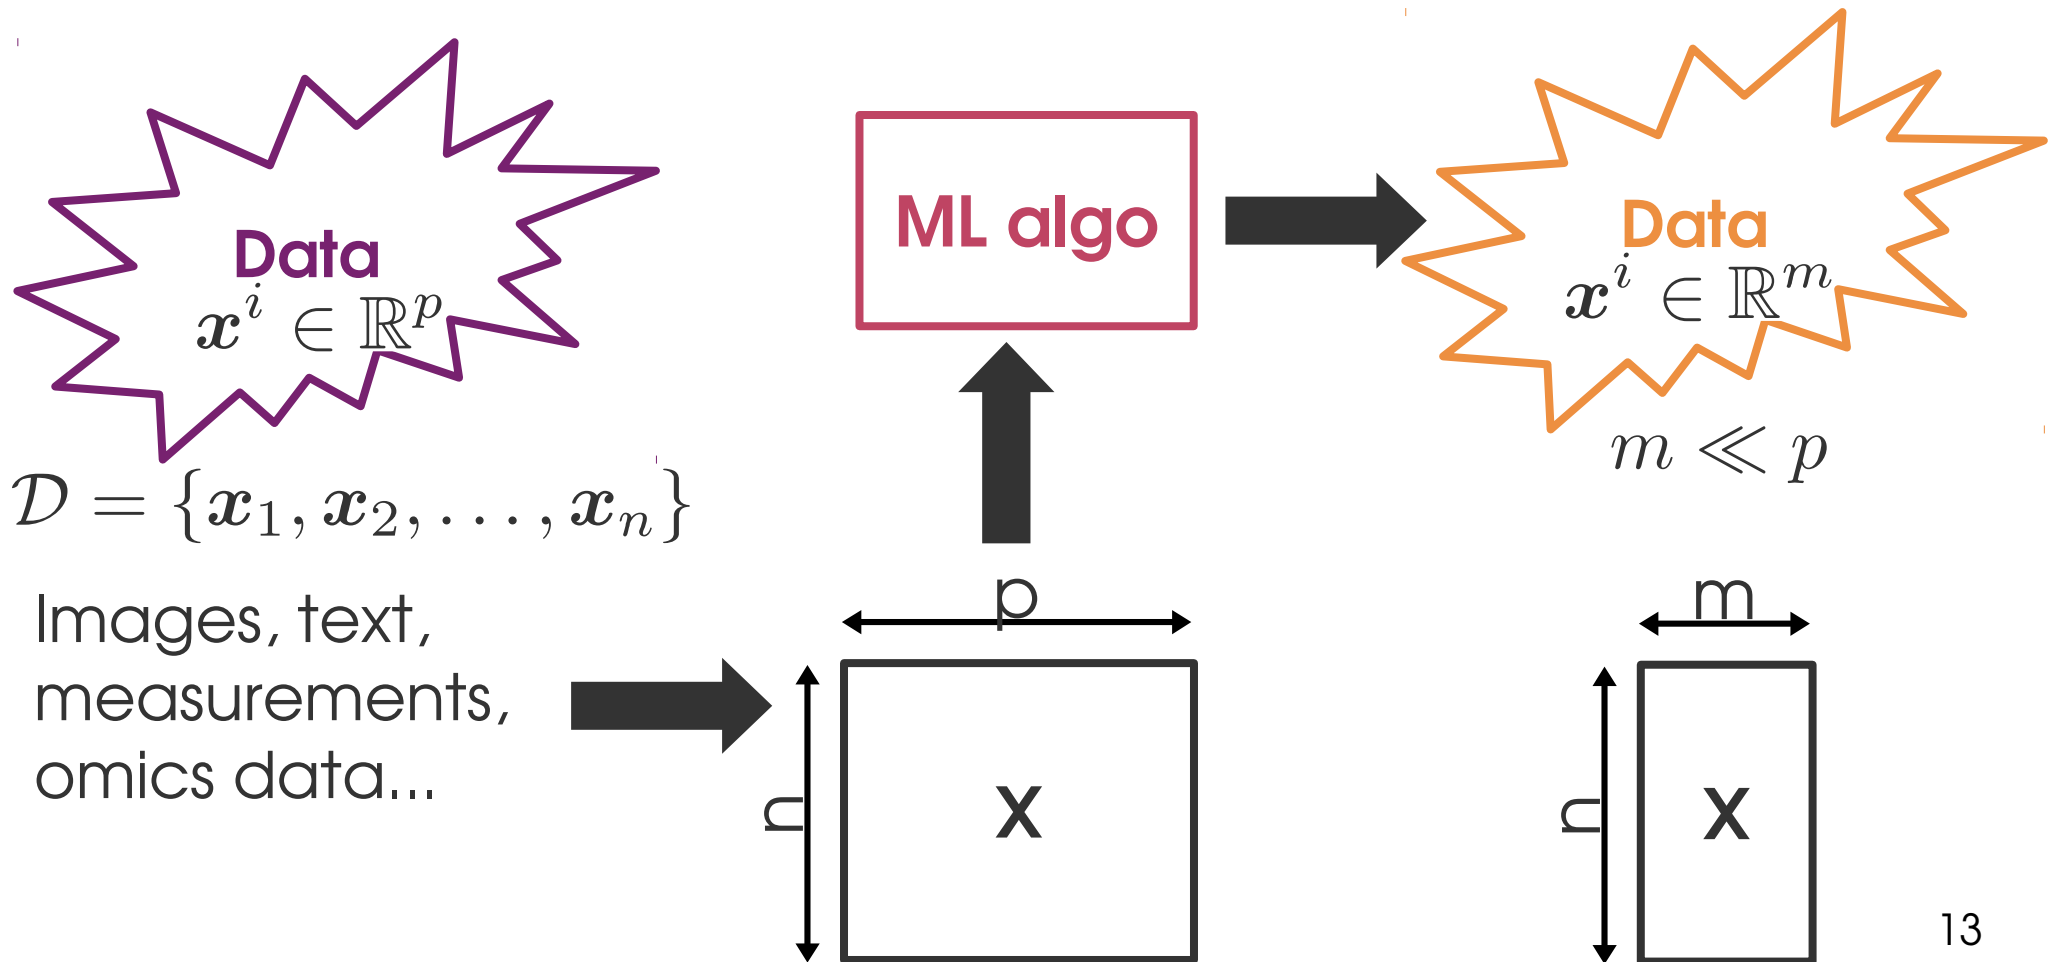 Data
𝒙^i ∈ ℝ^p
𝒟 = {𝒙_1, 𝒙_2, . . . , 𝒙_n}
Images, text,
measurements,
omics data...
ML algo
p
n
X
Data
𝒙^i ∈ ℝ^m
m ≪ p
m
n
X
13